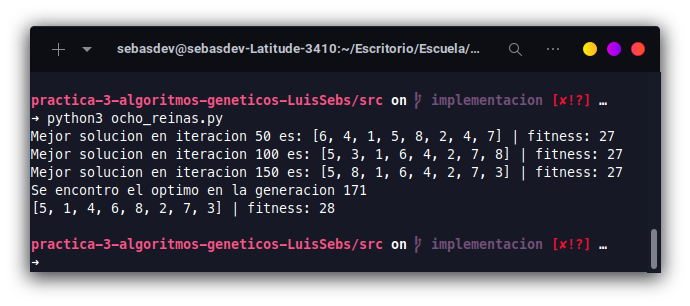 sebasdev@sebasdev-Latitude-3410:~/Escritorio/Escuela/…
practica-3-algoritmos-geneticos-LuisSebs/src on implementacion [✘!?] …
➜ python3 ocho_reinas.py
Mejor solucion en iteracion 50 es: [6, 4, 1, 5, 8, 2, 4, 7] | fitness: 27
Mejor solucion en iteracion 100 es: [5, 3, 1, 6, 4, 2, 7, 8] | fitness: 27
Mejor solucion en iteracion 150 es: [5, 8, 1, 6, 4, 2, 7, 3] | fitness: 27
Se encontro el optimo en la generacion 171
[5, 1, 4, 6, 8, 2, 7, 3] | fitness: 28
practica-3-algoritmos-geneticos-LuisSebs/src on implementacion [✘!?] …
➜